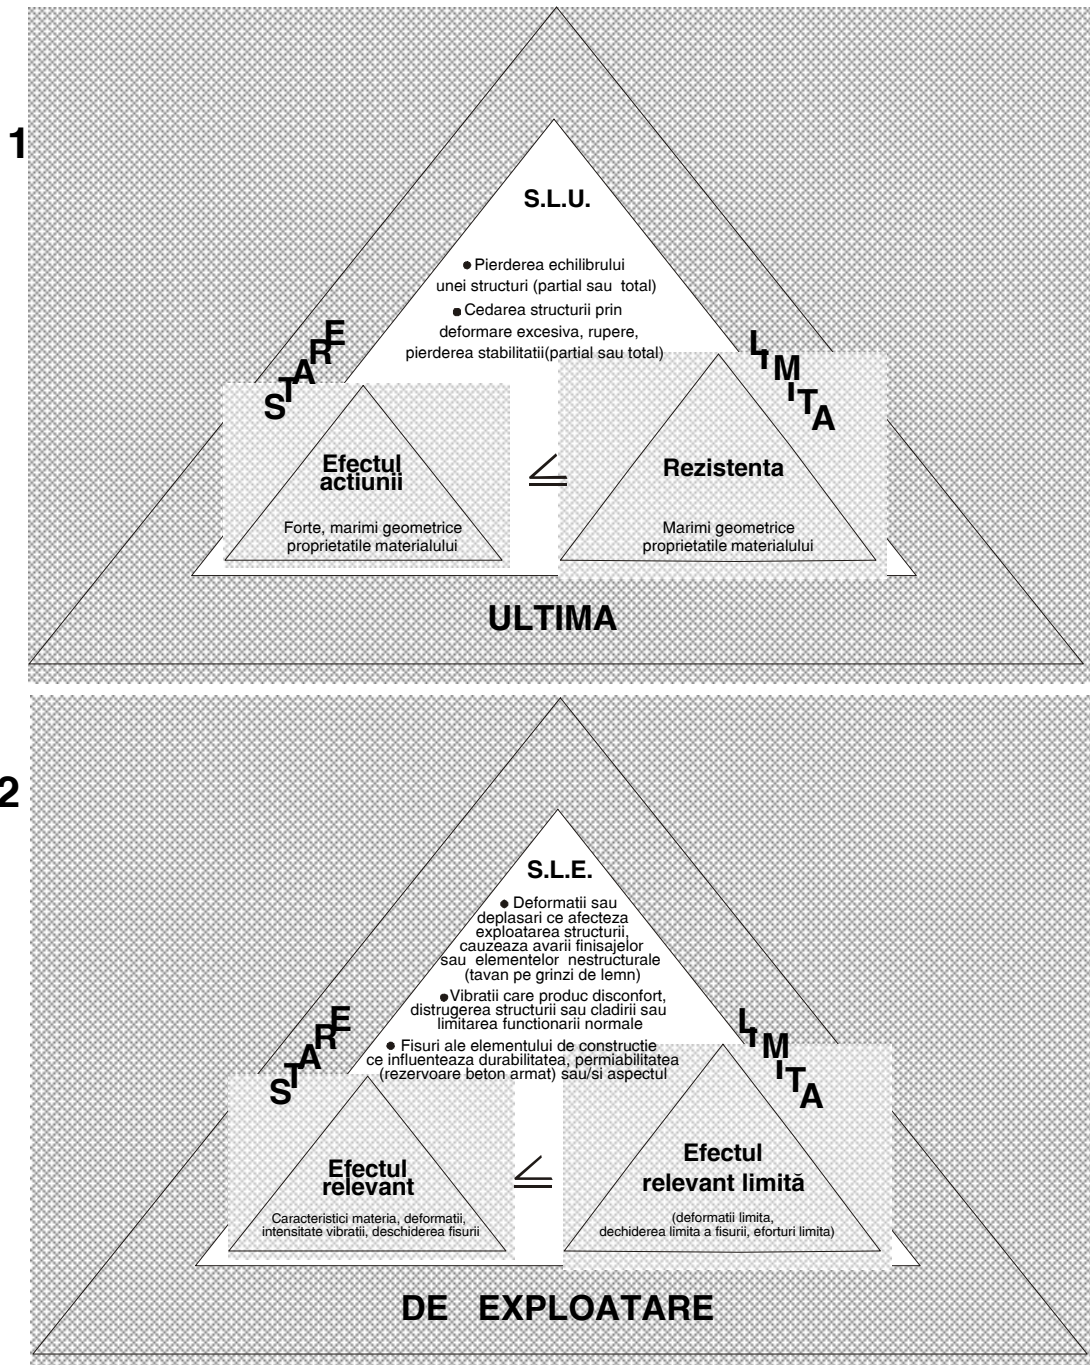 1
S.L.U.
● Pierderea echilibrului
unei structuri (partial sau total)
● Cedarea structurii prin
deformare excesiva, rupere,
pierderea stabilitatii(partial sau total)
STARE
LIMITA
Efectul
actiunii
≤
Rezistenta
Forte, marimi geometrice
proprietatile materialului
Marimi geometrice
proprietatile materialului
ULTIMA
2
S.L.E.
● Deformatii sau
deplasari ce afecteza
exploatarea structurii,
cauzeaza avarii finisajelor
sau elementelor nestructurale
(tavan pe grinzi de lemn)
● Vibratii care produc disconfort,
distrugerea structurii sau cladirii sau
limitarea functionarii normale
● Fisuri ale elementului de constructie
ce influenteaza durabilitatea, permiabilitatea
(rezervoare beton armat) sau/si aspectul
STARE
LIMITA
Efectul
relevant
≤
Efectul
relevant limită
Caracteristici materia, deformatii,
intensitate vibratii, deschiderea fisurii
(deformatii limita,
dechiderea limita a fisurii, eforturi limita)
DE EXPLOATARE